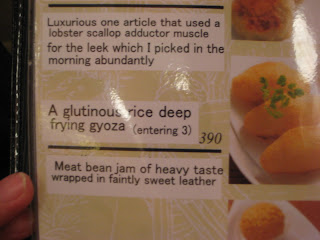 Luxurious one article that used a
lobster scallop adductor muscle
for the leek which I picked in the
morning abundantly
A glutinous rice deep
frying gyoza (entering 3)
390
Meat bean jam of heavy taste
wrapped in faintly sweet leather